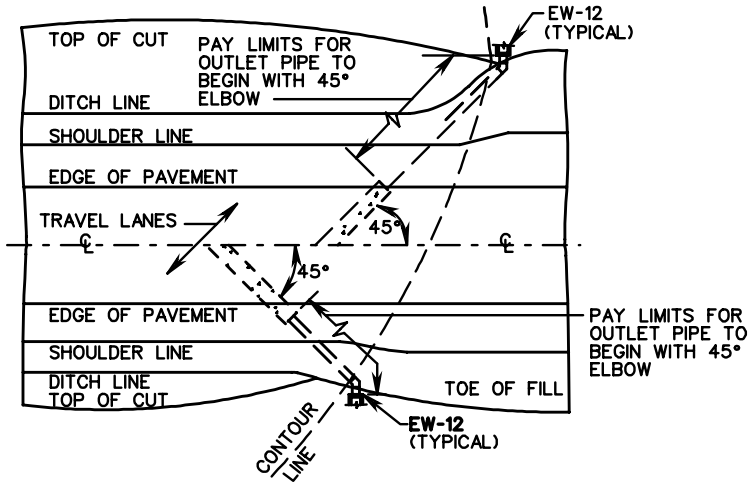 EW-12
(TYPICAL)
TOP OF CUT
PAY LIMITS FOR
OUTLET PIPE TO
BEGIN WITH 45°
ELBOW
DITCH LINE
SHOULDER LINE
EDGE OF PAVEMENT
TRAVEL LANES
45°
℄
℄
45°
EDGE OF PAVEMENT
PAY LIMITS FOR
OUTLET PIPE TO
BEGIN WITH 45°
ELBOW
SHOULDER LINE
DITCH LINE
TOP OF CUT
TOE OF FILL
EW-12
(TYPICAL)
CONTOUR
LINE